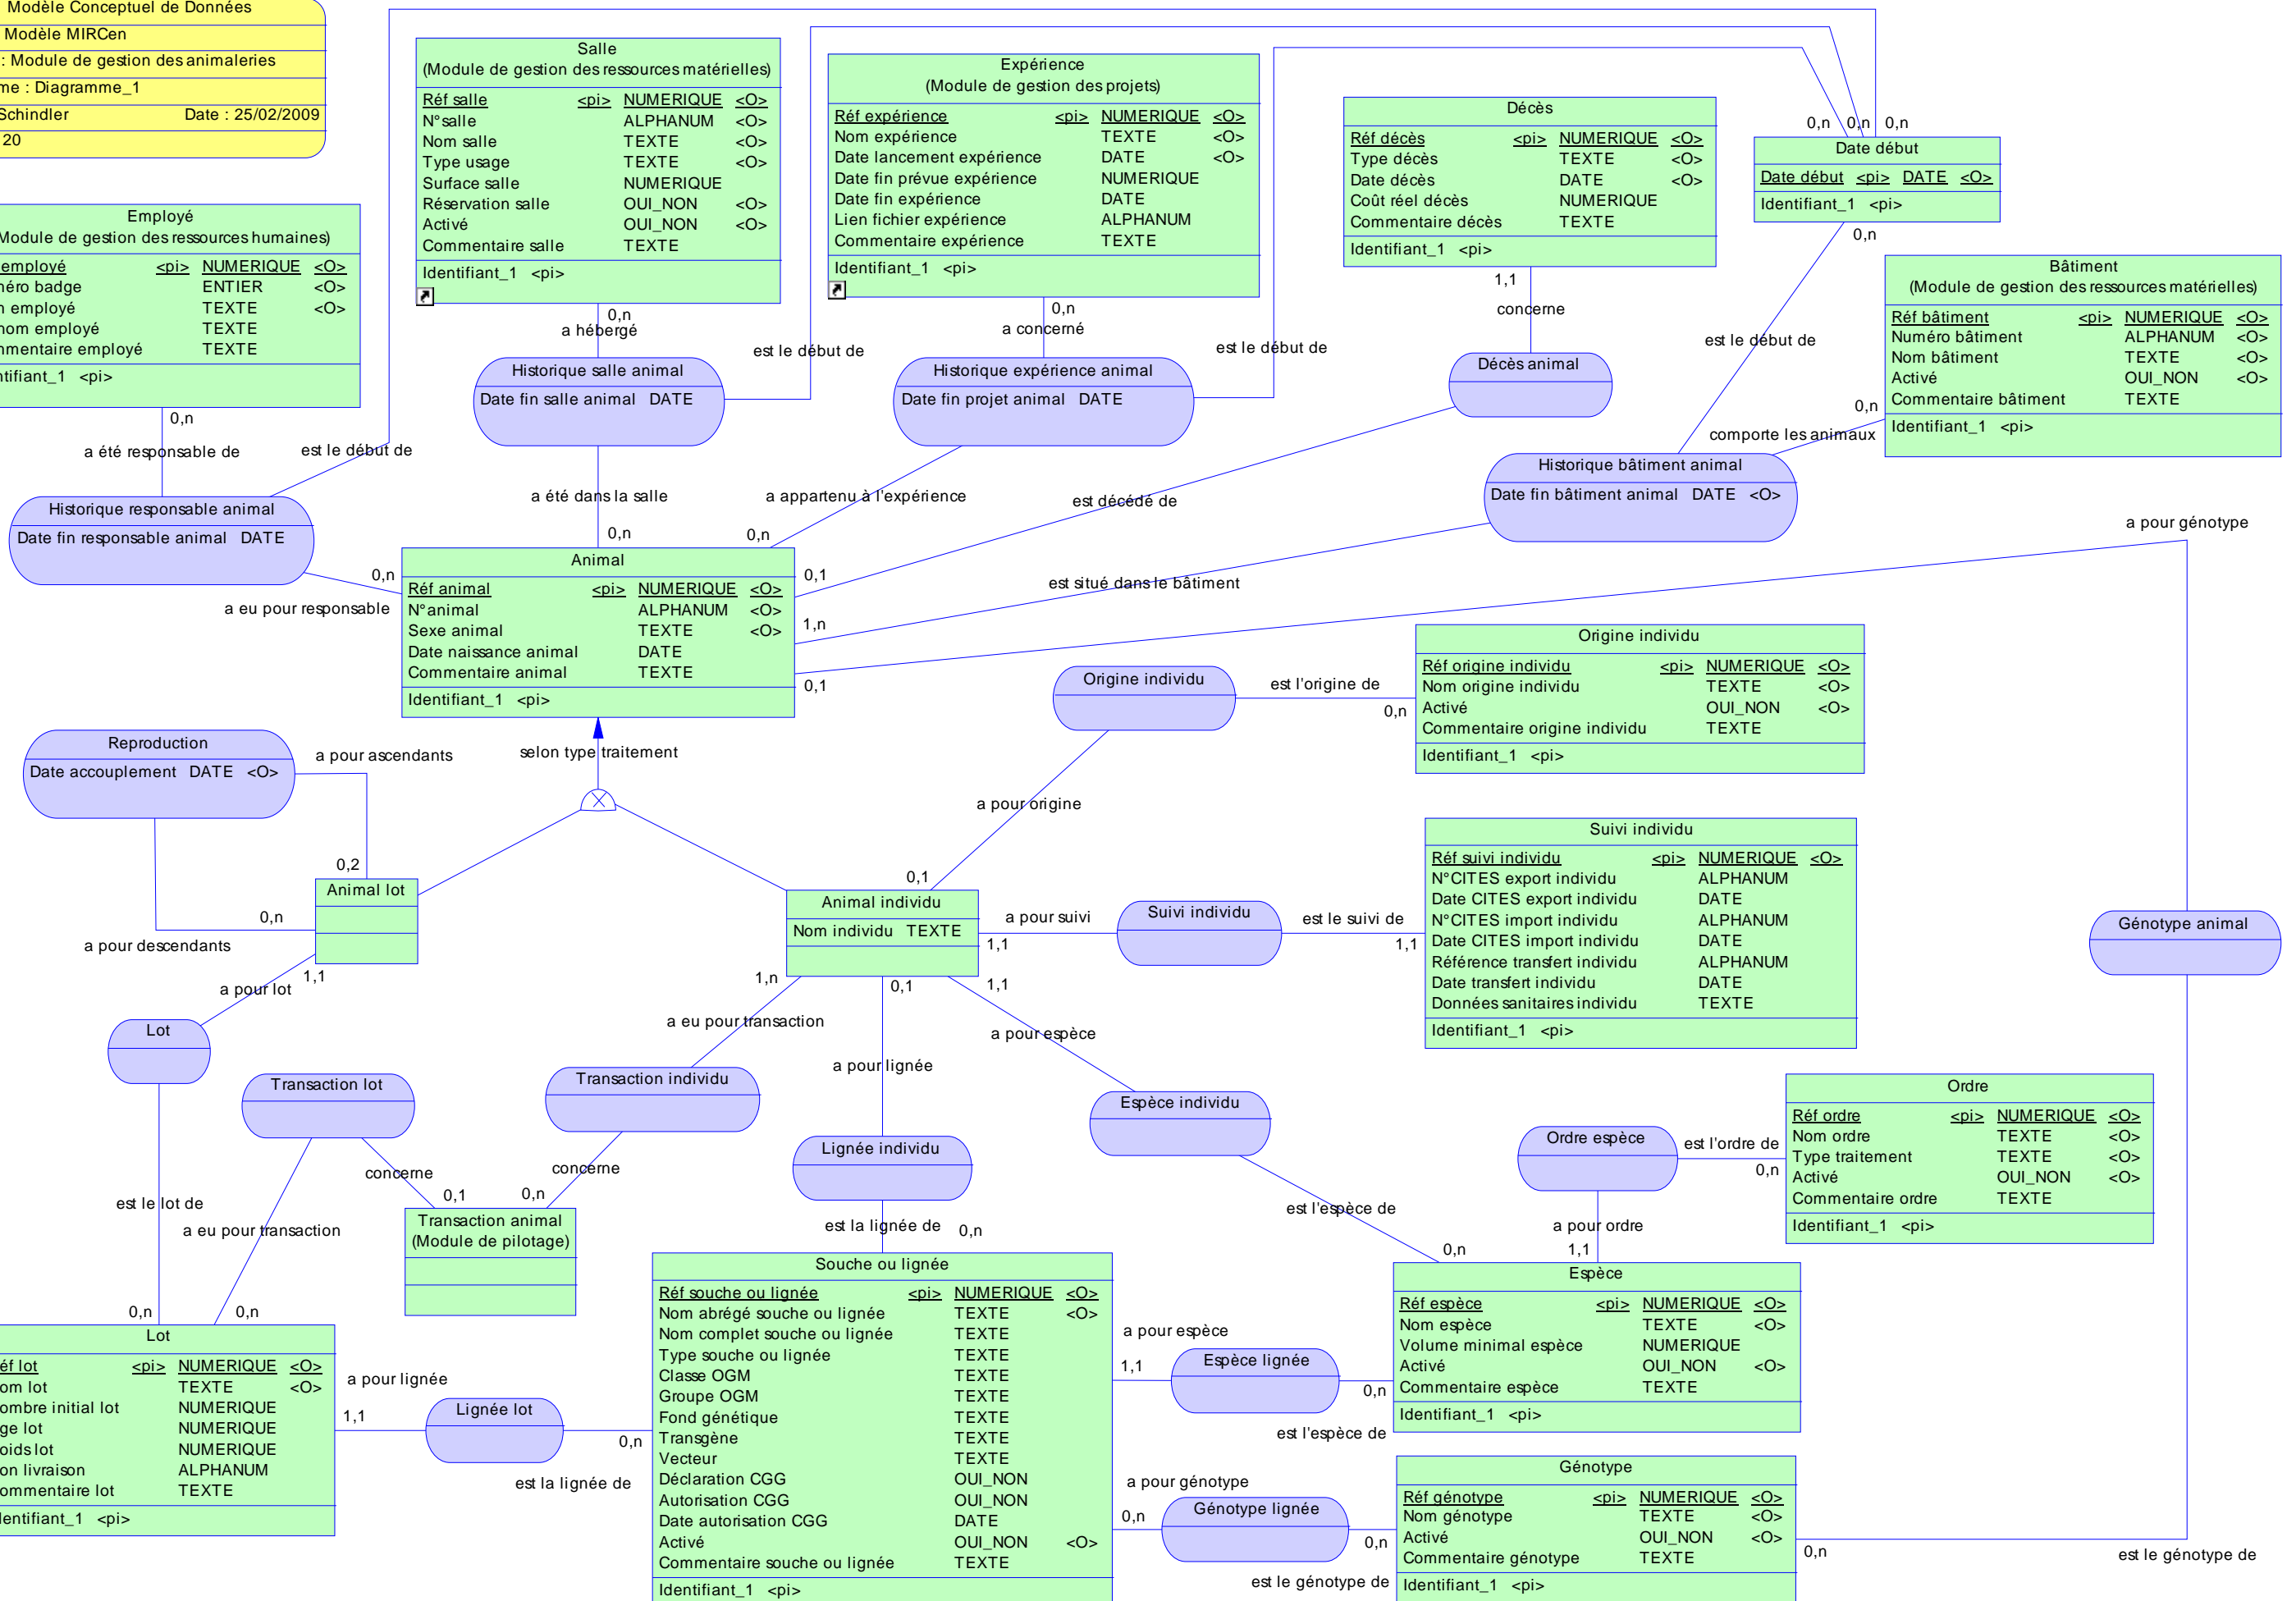 Modèle Conceptuel de Données
Modèle MIRCen
: Module de gestion des animaleries
me : Diagramme_1
Schindler Date : 25/02/2009
20
Salle
(Module de gestion des ressources matérielles)
Réf salle <pi> NUMERIQUE <O>
N°salle ALPHANUM <O>
Nom salle TEXTE <O>
Type usage TEXTE <O>
Surface salle NUMERIQUE
Réservation salle OUI_NON <O>
Activé OUI_NON <O>
Commentaire salle TEXTE
Identifiant_1 <pi>
Expérience
(Module de gestion des projets)
Réf expérience <pi> NUMERIQUE <O>
Nom expérience TEXTE <O>
Date lancement expérience DATE <O>
Date fin prévue expérience NUMERIQUE
Date fin expérience DATE
Lien fichier expérience ALPHANUM
Commentaire expérience TEXTE
Identifiant_1 <pi>
Décès
Réf décès <pi> NUMERIQUE <O>
Type décès TEXTE <O>
Date décès DATE <O>
Coût réel décès NUMERIQUE
Commentaire décès TEXTE
Identifiant_1 <pi>
0,n 0,n 0,n
Date début
Date début <pi> DATE <O>
Identifiant_1 <pi>
0,n
Employé
Module de gestion des ressources humaines)
employé <pi> NUMERIQUE <O>
néro badge ENTIER <O>
n employé TEXTE <O>
nom employé TEXTE
nmentaire employé TEXTE
ntifiant_1 <pi>
Bâtiment
(Module de gestion des ressources matérielles)
Réf bâtiment <pi> NUMERIQUE <O>
Numéro bâtiment ALPHANUM <O>
Nom bâtiment TEXTE <O>
Activé OUI_NON <O>
Commentaire bâtiment TEXTE
Identifiant_1 <pi>
0,n
a hébergé
est le début de
0,n
a concerné
est le début de
1,1
concerne
est le début de
0,n
comporte les animaux
Historique salle animal
Date fin salle animal DATE
Historique expérience animal
Date fin projet animal DATE
Décès animal
Historique bâtiment animal
Date fin bâtiment animal DATE <O>
0,n
a été responsable de
est le début de
Historique responsable animal
Date fin responsable animal DATE
a été dans la salle
0,n
a appartenu à l'expérience
0,n
est décédé de
0,1
est situé dans le bâtiment
1,n
a pour génotype
0,1
0,n
a eu pour responsable
Animal
Réf animal <pi> NUMERIQUE <O>
N°animal ALPHANUM <O>
Sexe animal TEXTE <O>
Date naissance animal DATE
Commentaire animal TEXTE
Identifiant_1 <pi>
selon type traitement
Origine individu
est l'origine de
0,n
a pour origine
0,1
Origine individu
Réf origine individu <pi> NUMERIQUE <O>
Nom origine individu TEXTE <O>
Activé OUI_NON <O>
Commentaire origine individu TEXTE
Identifiant_1 <pi>
Reproduction
Date accouplement DATE <O>
a pour ascendants
0,2
0,n
a pour descendants
Animal lot
1,1
a pour lot
Animal individu
Nom individu TEXTE
a pour suivi
1,1
Suivi individu
est le suivi de
1,1
Suivi individu
Réf suivi individu <pi> NUMERIQUE <O>
N°CITES export individu ALPHANUM
Date CITES export individu DATE
N°CITES import individu ALPHANUM
Date CITES import individu DATE
Référence transfert individu ALPHANUM
Date transfert individu DATE
Données sanitaires individu TEXTE
Identifiant_1 <pi>
Génotype animal
1,n
a eu pour transaction
0,1
a pour lignée
1,1
a pour espèce
Lot
Transaction lot
Transaction individu
Lignée individu
Espèce individu
est le lot de
0,n
a eu pour transaction
0,n
concerne
0,1
concerne
0,n
est la lignée de
0,n
est l'espèce de
0,n
Transaction animal
(Module de pilotage)
Ordre espèce
est l'ordre de
0,n
a pour ordre
1,1
Ordre
Réf ordre <pi> NUMERIQUE <O>
Nom ordre TEXTE <O>
Type traitement TEXTE <O>
Activé OUI_NON <O>
Commentaire ordre TEXTE
Identifiant_1 <pi>
Lot
éf lot <pi> NUMERIQUE <O>
om lot TEXTE <O>
ombre initial lot NUMERIQUE
ge lot NUMERIQUE
oids lot NUMERIQUE
on livraison ALPHANUM
ommentaire lot TEXTE
dentifiant_1 <pi>
a pour lignée
1,1
Lignée lot
0,n
est la lignée de
Souche ou lignée
Réf souche ou lignée <pi> NUMERIQUE <O>
Nom abrégé souche ou lignée TEXTE <O>
Nom complet souche ou lignée TEXTE
Type souche ou lignée TEXTE
Classe OGM TEXTE
Groupe OGM TEXTE
Fond génétique TEXTE
Transgène TEXTE
Vecteur TEXTE
Déclaration CGG OUI_NON
Autorisation CGG OUI_NON
Date autorisation CGG DATE
Activé OUI_NON <O>
Commentaire souche ou lignée TEXTE
Identifiant_1 <pi>
a pour espèce
1,1
Espèce lignée
0,n
est l'espèce de
Espèce
Réf espèce <pi> NUMERIQUE <O>
Nom espèce TEXTE <O>
Volume minimal espèce NUMERIQUE
Activé OUI_NON <O>
Commentaire espèce TEXTE
Identifiant_1 <pi>
a pour génotype
0,n
Génotype lignée
0,n
est le génotype de
Génotype
Réf génotype <pi> NUMERIQUE <O>
Nom génotype TEXTE <O>
Activé OUI_NON <O>
Commentaire génotype TEXTE
Identifiant_1 <pi>
0,n
est le génotype de